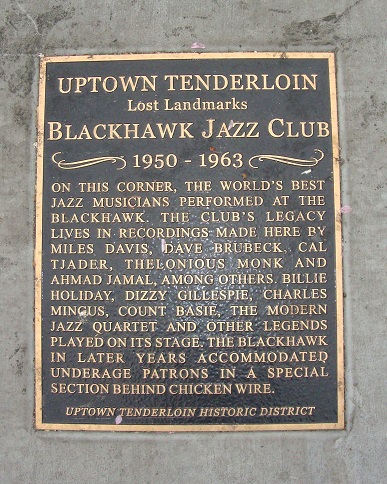 UPTOWN TENDERLOIN
Lost Landmarks
BLACKHAWK JAZZ CLUB
1950 - 1963
ON THIS CORNER, THE WORLD'S BEST
JAZZ MUSICIANS PERFORMED AT THE
BLACKHAWK. THE CLUB'S LEGACY
LIVES IN RECORDINGS MADE HERE BY
MILES DAVIS, DAVE BRUBECK, CAL
TJADER, THELONIOUS MONK AND
AHMAD JAMAL, AMONG OTHERS. BILLIE
HOLIDAY, DIZZY GILLESPIE, CHARLES
MINGUS, COUNT BASIE, THE MODERN
JAZZ QUARTET AND OTHER LEGENDS
PLAYED ON ITS STAGE. THE BLACKHAWK
IN LATER YEARS ACCOMMODATED
UNDERAGE PATRONS IN A SPECIAL
SECTION BEHIND CHICKEN WIRE.
UPTOWN TENDERLOIN HISTORIC DISTRICT